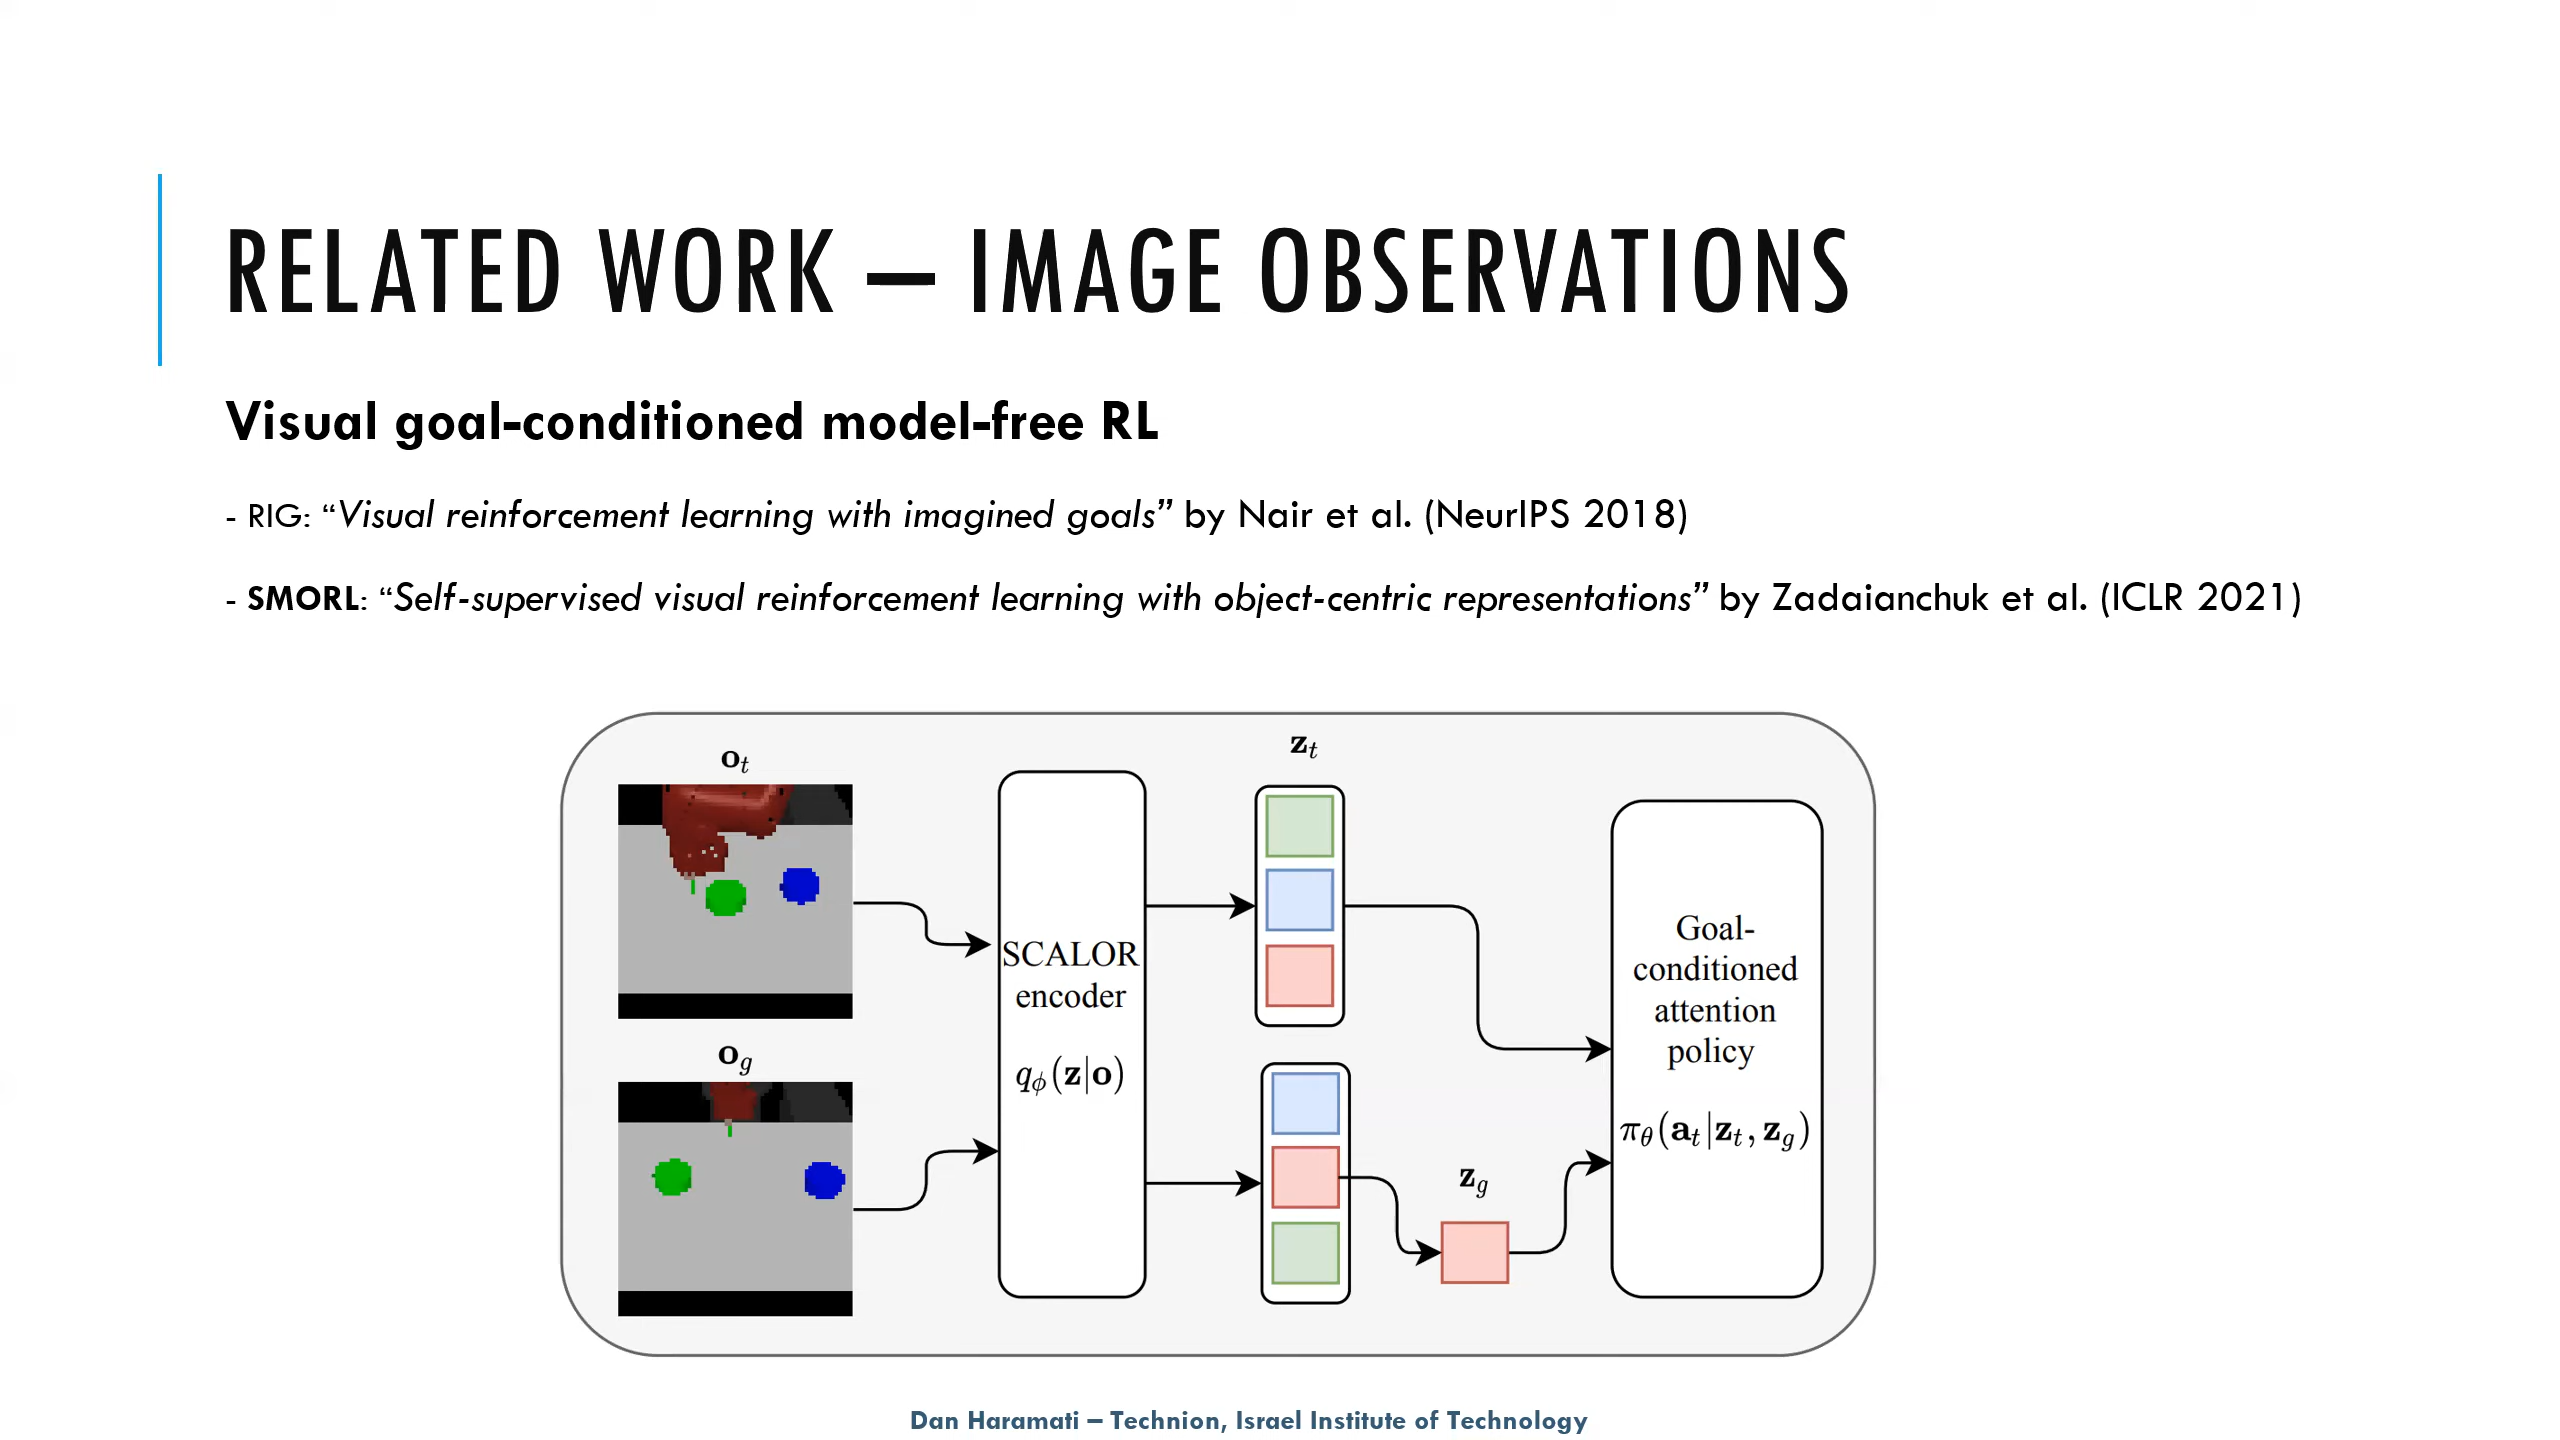 RELATED WORK – IMAGE OBSERVATIONS
Visual goal-conditioned model-free RL
- RIG: “Visual reinforcement learning with imagined goals” by Nair et al. (NeurIPS 2018)
- SMORL: “Self-supervised visual reinforcement learning with object-centric representations” by Zadaianchuk et al. (ICLR 2021)
o_t
z_t
SCALOR
encoder
q_ϕ(z|o)
o_g
z_g
Goal-
conditioned
attention
policy
π_θ(a_t|z_t, z_g)
Dan Haramati – Technion, Israel Institute of Technology